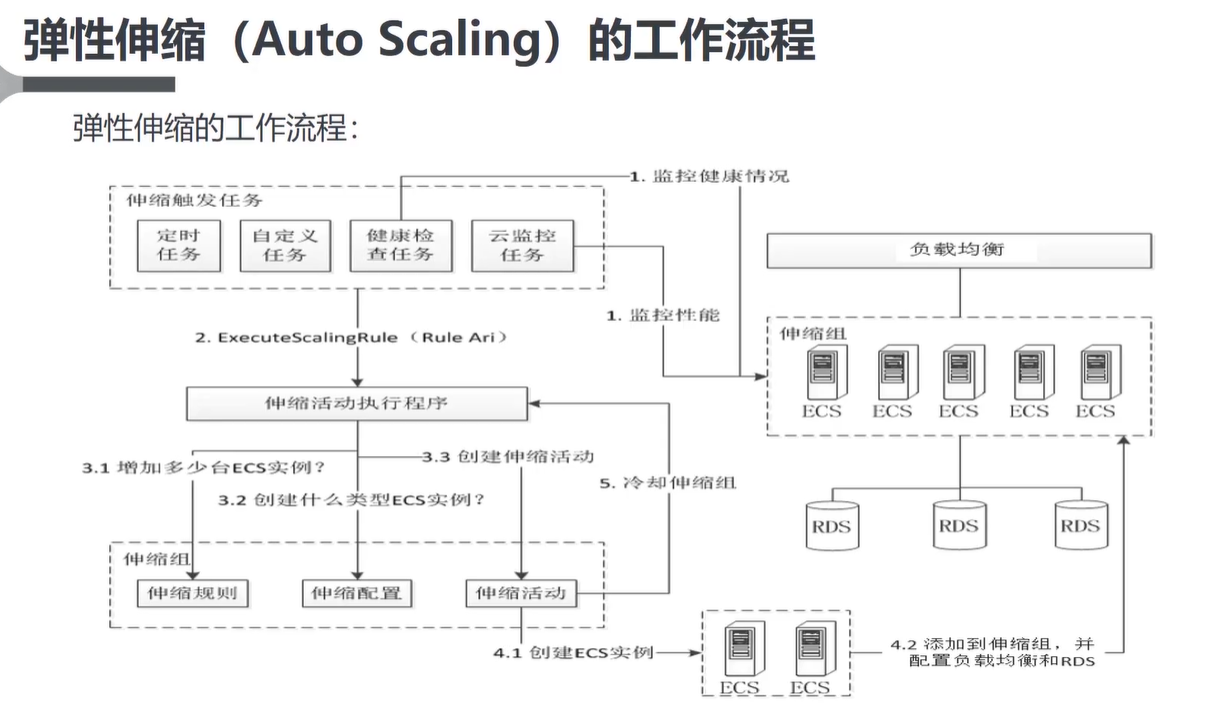 弹性伸缩（Auto Scaling）的工作流程
弹性伸缩的工作流程：
1. 监控健康情况
伸缩触发任务
定时
任务
自定义
任务
健康检
查任务
云监控
任务
负载均衡
1. 监控性能
2. ExecuteScalingRule（Rule Ari）
伸缩组
ECS
ECS
ECS
ECS
ECS
伸缩活动执行程序
3.1 增加多少台ECS实例？
3.3 创建伸缩活动
3.2 创建什么类型ECS实例？
5. 冷却伸缩组
RDS
RDS
RDS
伸缩组
伸缩规则
伸缩配置
伸缩活动
4.1 创建ECS实例
ECS
ECS
4.2 添加到伸缩组，并
配置负载均衡和RDS